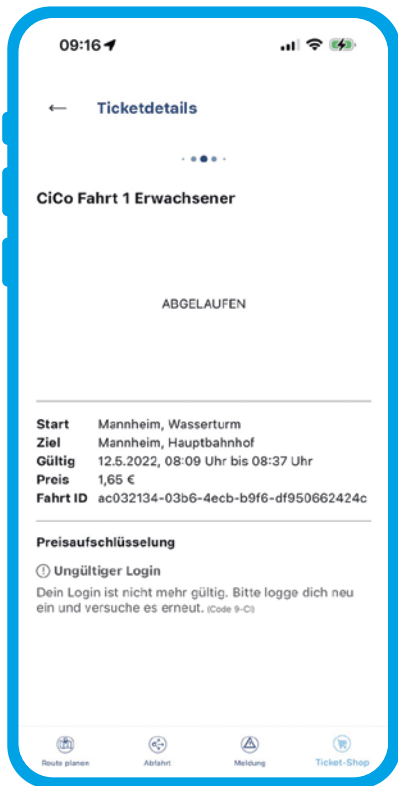 09:16
← Ticketdetails
CiCo Fahrt 1 Erwachsener
ABGELAUFEN
Start Mannheim, Wasserturm
Ziel Mannheim, Hauptbahnhof
Gültig 12.5.2022, 08:09 Uhr bis 08:37 Uhr
Preis 1,65 €
Fahrt ID ac032134-03b6-4ecb-b9f6-df950662424c
Preisaufschlüsselung
Ungültiger Login
Dein Login ist nicht mehr gültig. Bitte logge dich neu
ein und versuche es erneut. (Code 9-CI)
Route planen Abfahrt Meldung Ticket-Shop